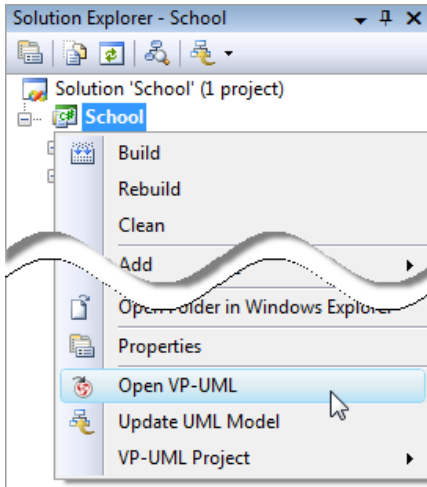 Solution Explorer - School
Solution 'School' (1 project)
School
Build
Rebuild
Clean
Add
Open Folder in Windows Explorer
Properties
Open VP-UML
Update UML Model
VP-UML Project